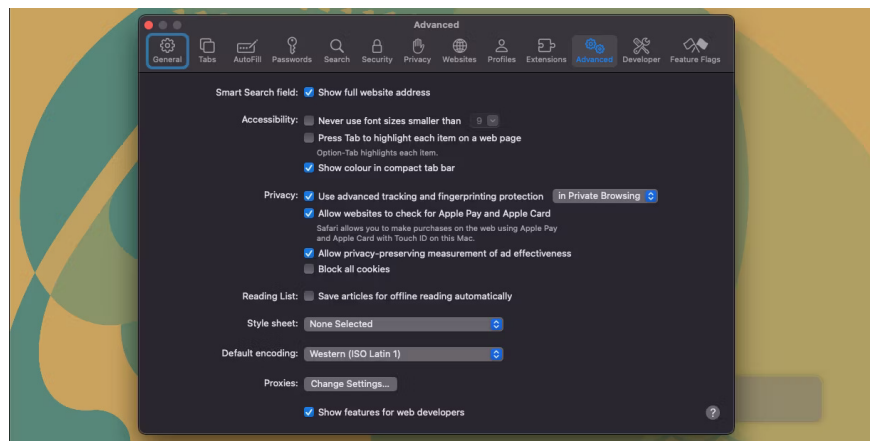 Advanced
General Tabs AutoFill Passwords Search Security Privacy Websites Profiles Extensions Advanced Developer Feature Flags
Smart Search field: Show full website address
Accessibility: Never use font sizes smaller than 9
Press Tab to highlight each item on a web page
Option-Tab highlights each item.
Show colour in compact tab bar
Privacy: Use advanced tracking and fingerprinting protection in Private Browsing
Allow websites to check for Apple Pay and Apple Card
Safari allows you to make purchases on the web using Apple Pay
and Apple Card with Touch ID on this Mac.
Allow privacy-preserving measurement of ad effectiveness
Block all cookies
Reading List: Save articles for offline reading automatically
Style sheet: None Selected
Default encoding: Western (ISO Latin 1)
Proxies: Change Settings...
Show features for web developers
?